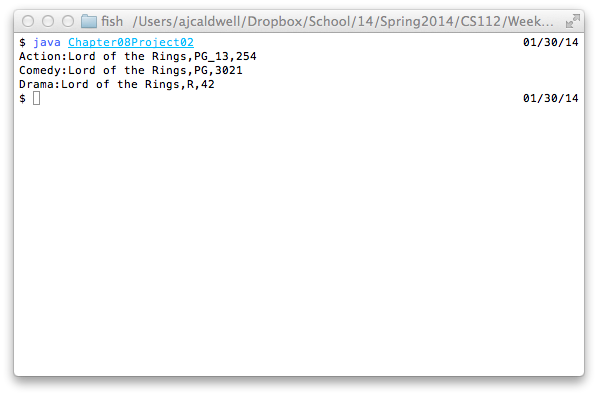 fish /Users/ajcaldwell/Dropbox/School/14/Spring2014/CS112/Week...
$ java Chapter08Project02 01/30/14
Action:Lord of the Rings,PG_13,254
Comedy:Lord of the Rings,PG,3021
Drama:Lord of the Rings,R,42
$ 01/30/14